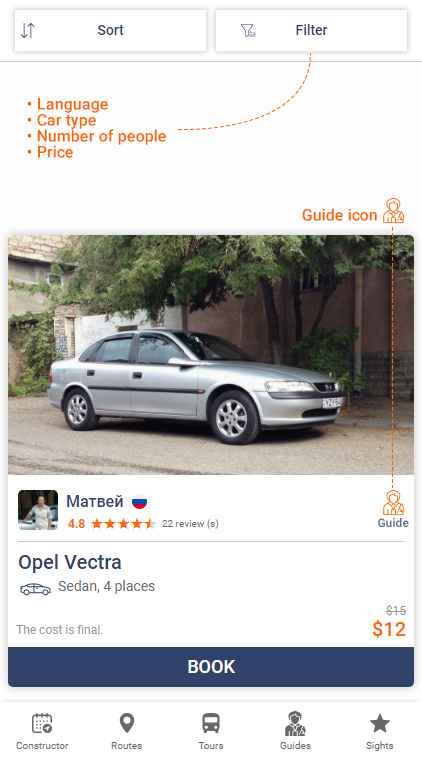 Sort
Filter
• Language
• Car type
• Number of people
• Price
Guide icon
Матвей
4.8 22 review (s)
Guide
Opel Vectra
Sedan, 4 places
$15
The cost is final.
$12
BOOK
Constructor Routes Tours Guides Sights